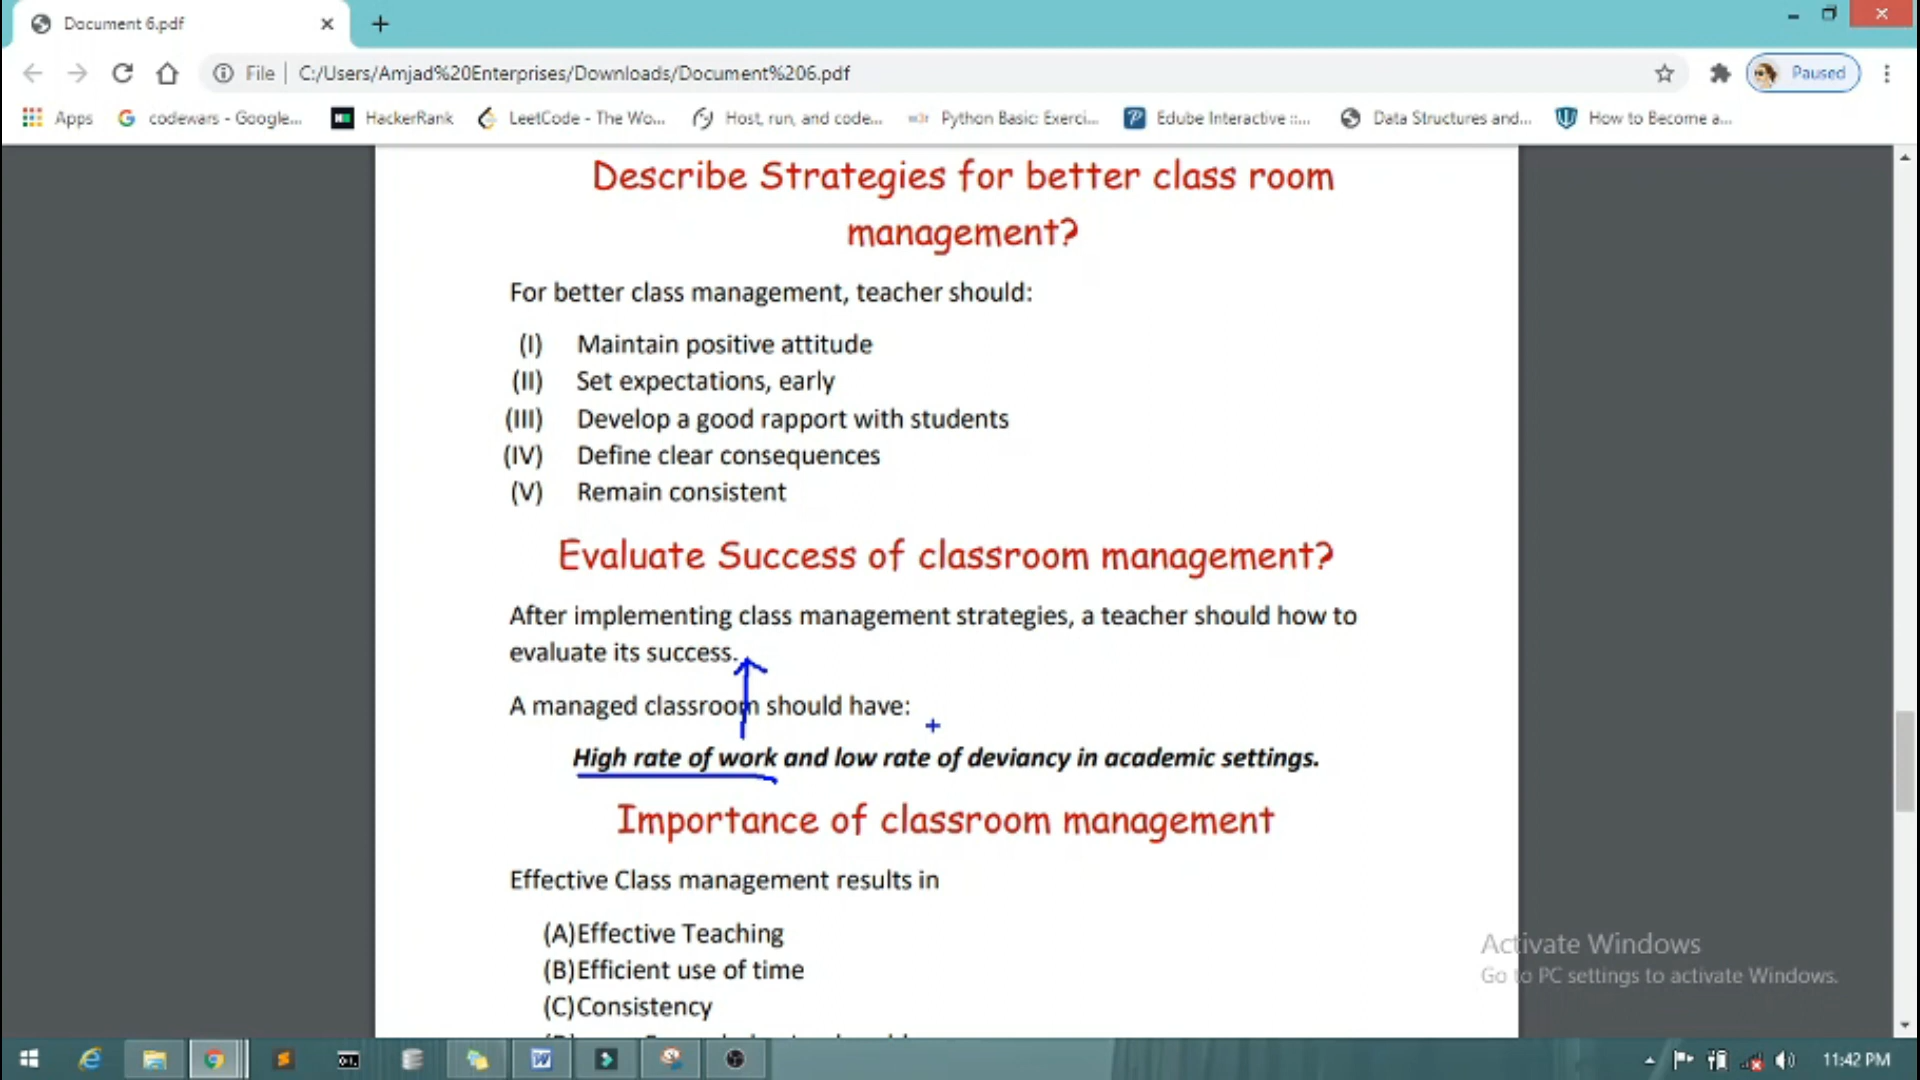 Document 6.pdf
File
C:/Users/Amjad%20Enterprises/Downloads/Document%206.pdf
Paused
Apps
codewars - Google...
HackerRank
LeetCode - The Wo...
Host, run, and code...
Python Basic: Exerci...
Edube Interactive ::...
Data Structures and...
How to Become a...
Describe Strategies for better class room
management?
For better class management, teacher should:
(I) Maintain positive attitude
(II) Set expectations, early
(III) Develop a good rapport with students
(IV) Define clear consequences
(V) Remain consistent
Evaluate Success of classroom management?
After implementing class management strategies, a teacher should how to
evaluate its success.
A managed classroom should have:
High rate of work and low rate of deviancy in academic settings.
Importance of classroom management
Effective Class management results in
(A)Effective Teaching
(B)Efficient use of time
(C)Consistency
Activate Windows
Go to PC settings to activate Windows.
11:42 PM